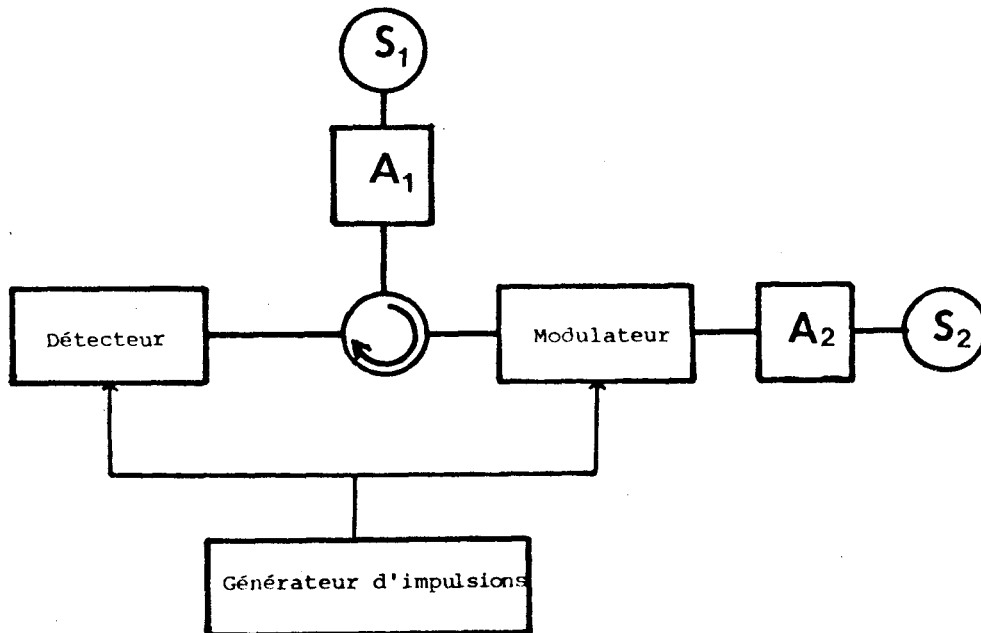 S₁
A₁
Détecteur
Modulateur
A₂
S₂
Générateur d'impulsions